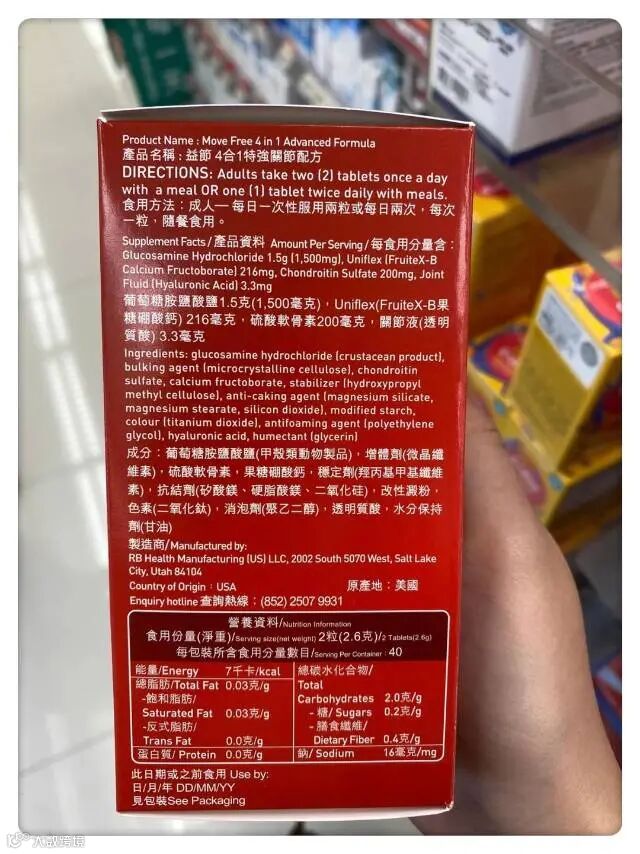 Product Name : Move Free 4 in 1 Advanced Formula
產品名稱 : 益節 4合1特強關節配方
DIRECTIONS: Adults take two (2) tablets once a day
with a meal OR one (1) tablet twice daily with meals.
食用方法：成人一 每日一次性服用兩粒或每日兩次，每次
一粒，隨餐食用。
Supplement Facts / 產品資料 Amount Per Serving / 每食用分量含：
Glucosamine Hydrochloride 1.5g (1,500mg), Uniflex (FruiteX-B
Calcium Fructoborate) 216mg, Chondroitin Sulfate 200mg, Joint
Fluid (Hyaluronic Acid) 3.3mg
葡萄糖胺鹽酸鹽1.5克(1,500毫克)，Uniflex(FruiteX-B果
糖硼酸鈣) 216毫克，硫酸軟骨素200毫克，關節液(透明
質酸) 3.3毫克
Ingredients: glucosamine hydrochloride (crustacean product),
bulking agent (microcrystalline cellulose), chondroitin
sulfate, calcium fructoborate, stabilizer (hydroxypropyl
methyl cellulose), anti-caking agent (magnesium silicate,
magnesium stearate, silicon dioxide), modified starch,
colour (titanium dioxide), antifoaming agent (polyethylene
glycol), hyaluronic acid, humectant (glycerin)
成分：葡萄糖胺鹽酸鹽(甲殼類動物製品)，增體劑(微晶纖
維素)，硫酸軟骨素，果糖硼酸鈣，穩定劑(羥丙基甲基纖維
素)，抗結劑(矽酸鎂、硬脂酸鎂、二氧化硅)，改性澱粉，
色素(二氧化鈦)，消泡劑(聚乙二醇)，透明質酸，水分保持
劑(甘油)
製造商/Manufactured by:
RB Health Manufacturing (US) LLC, 2002 South 5070 West, Salt Lake
City, Utah 84104
Country of Origin : USA 原產地：美國
Enquiry hotline 查詢熱線 : (852) 2507 9931
營養資料/Nutrition Information
食用份量(淨重)/Serving size(net weight) 2粒(2.6克)/2 Tablets(2.6g)
每包裝所含食用分量數目/Serving Per Container : 40
能量/Energy 7千卡/kcal
總脂肪/Total Fat 0.03克/g
-飽和脂肪/
Saturated Fat 0.03克/g
-反式脂肪/
Trans Fat 0.0克/g
蛋白質/ Protein 0.0克/g
總碳水化合物/
Total
Carbohydrates 2.0克/g
- 糖/ Sugars 0.2克/g
- 膳食纖維/
Dietary Fiber 0.4克/g
鈉/ Sodium 16毫克/mg
此日期或之前食用 Use by:
日/月/年 DD/MM/YY
見包裝See Packaging
大數跨境